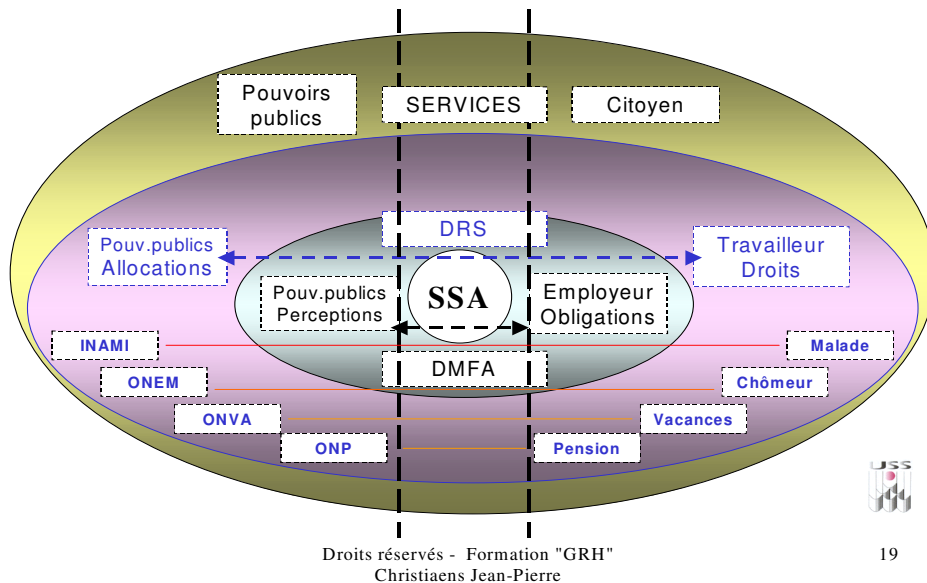 Pouvoirs
publics
SERVICES
Citoyen
DRS
Pouv.publics
Allocations
Travailleur
Droits
Pouv.publics
Perceptions
SSA
Employeur
Obligations
INAMI
Malade
DMFA
ONEM
Chômeur
ONVA
Vacances
ONP
Pension
USS
Droits réservés - Formation "GRH"
Christiaens Jean-Pierre
19